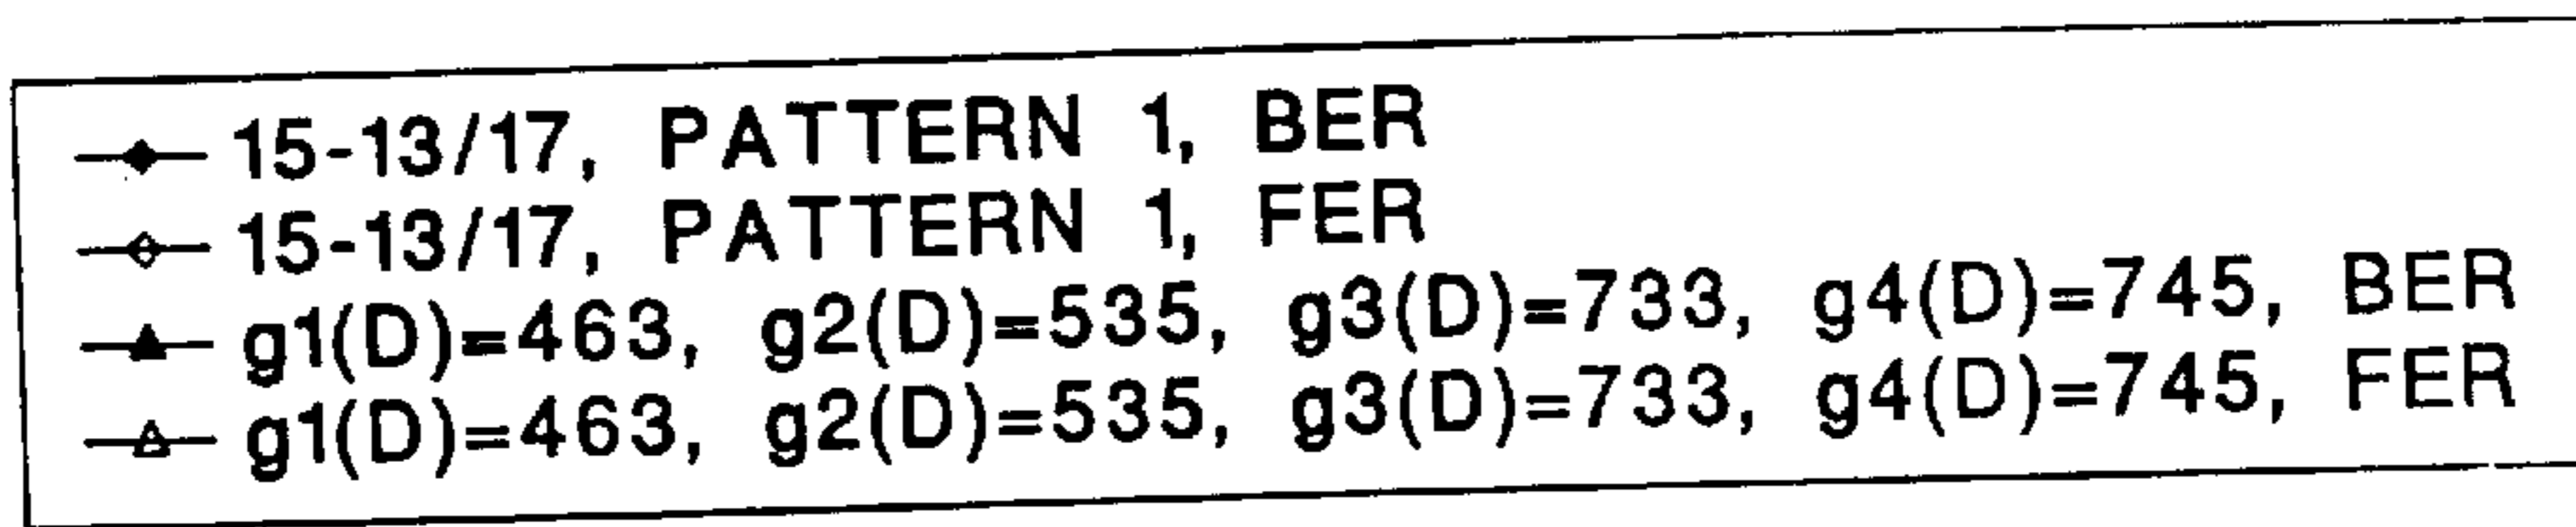 15-13/17, PATTERN 1, BER
15-13/17, PATTERN 1, FER
g1(D)=463, g2(D)=535, g3(D)=733, g4(D)=745, BER
g1(D)=463, g2(D)=535, g3(D)=733, g4(D)=745, FER